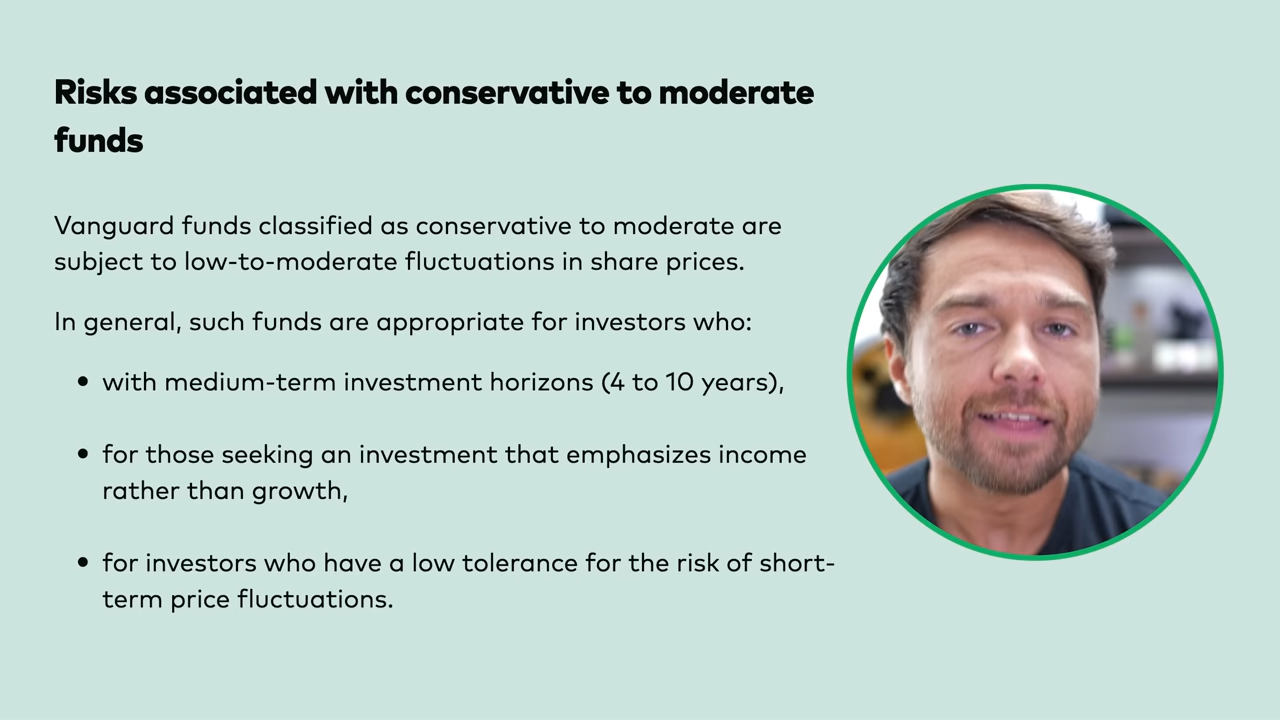 Risks associated with conservative to moderate
funds
Vanguard funds classified as conservative to moderate are
subject to low-to-moderate fluctuations in share prices.
In general, such funds are appropriate for investors who:
• with medium-term investment horizons (4 to 10 years),
• for those seeking an investment that emphasizes income
rather than growth,
• for investors who have a low tolerance for the risk of short-
term price fluctuations.